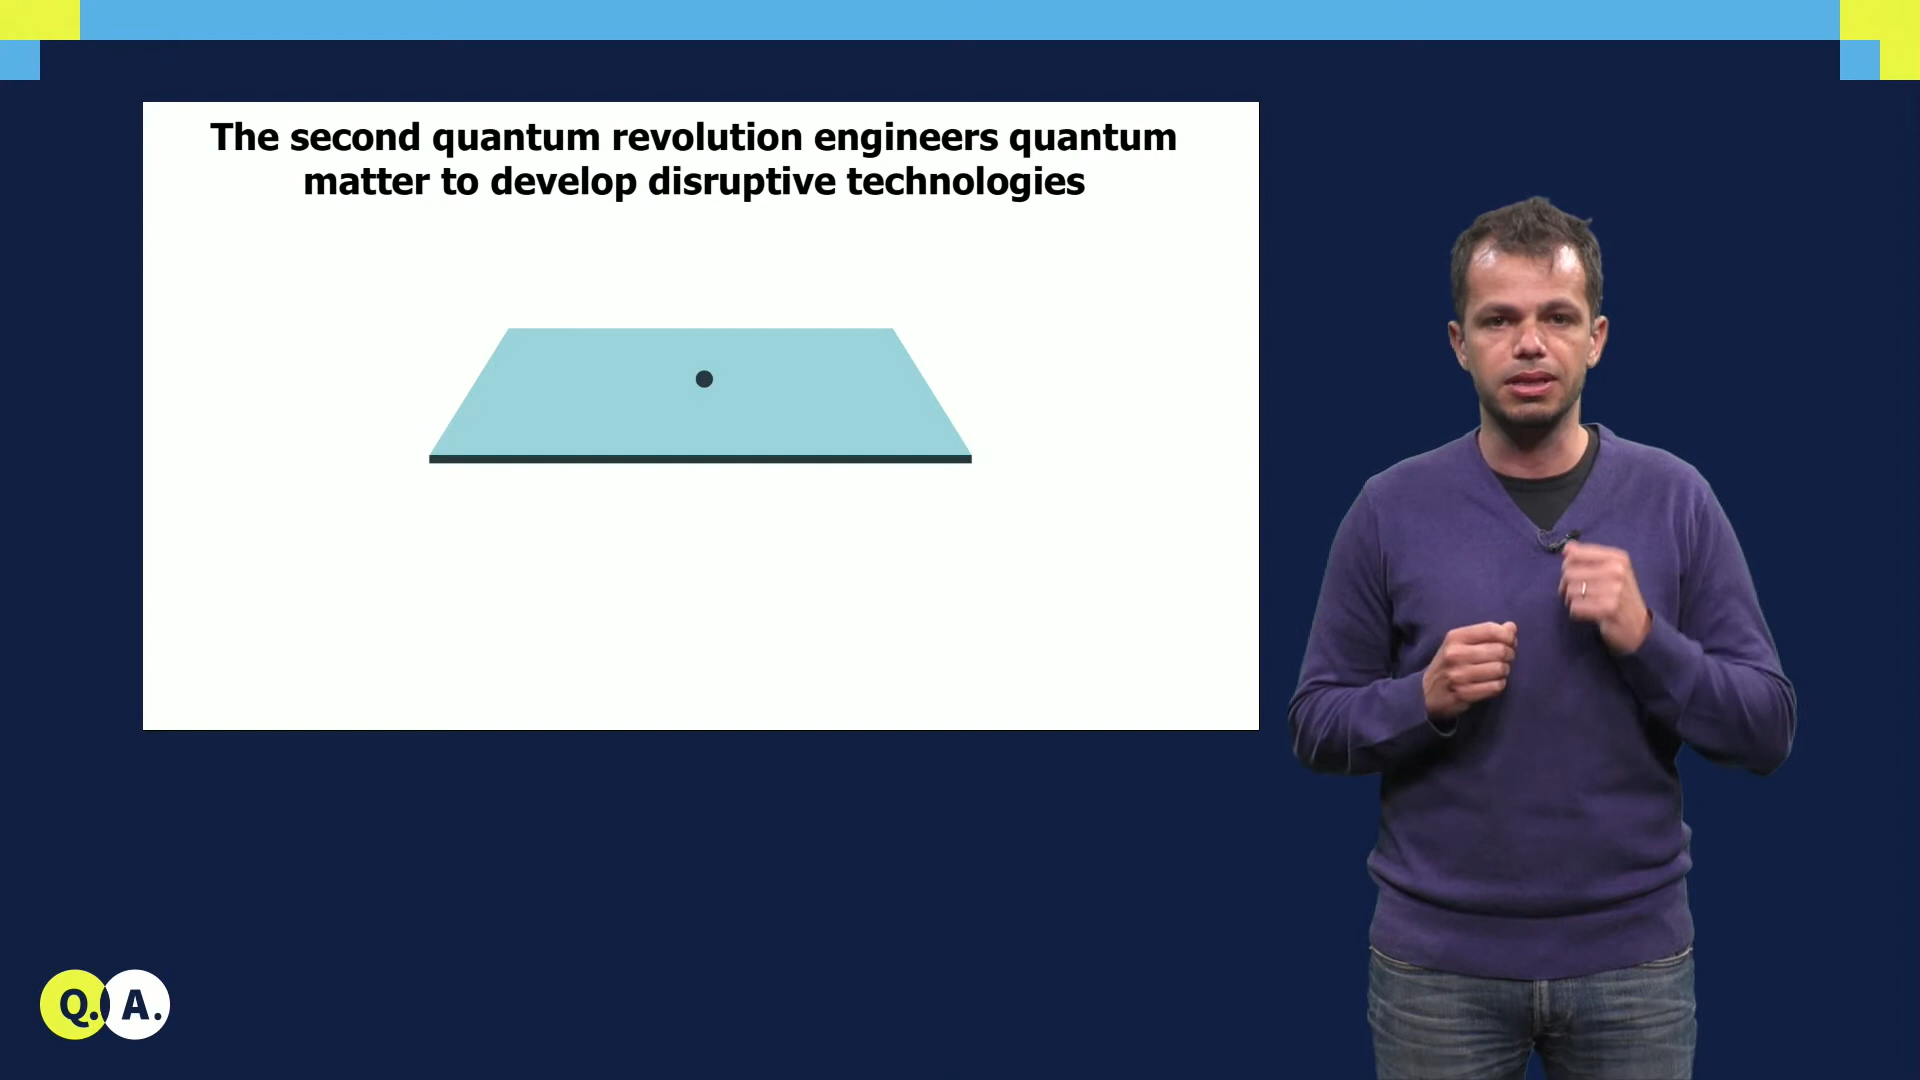 The second quantum revolution engineers quantum
matter to develop disruptive technologies
Q. A.